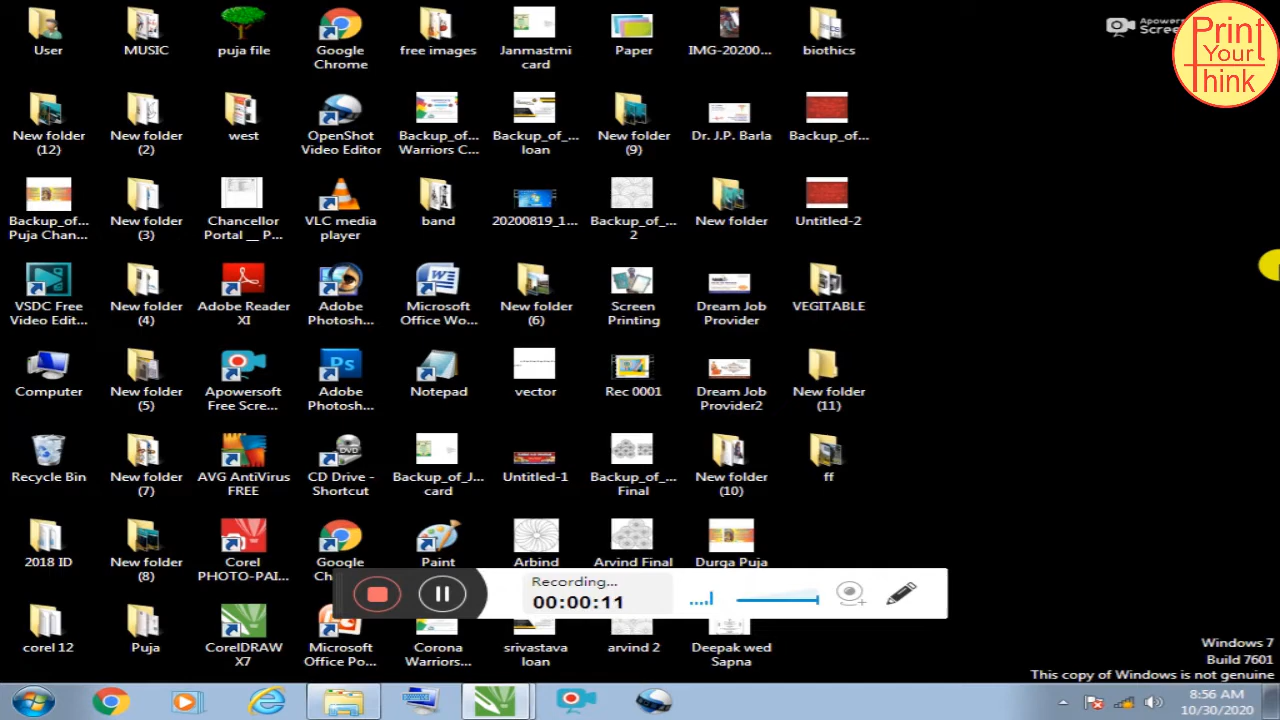 User
MUSIC
puja file
Google
Chrome
free images
Janmastmi
card
Paper
IMG-20200...
biothics
Apowers
Scree
Print
Your
Think
New folder
(12)
New folder
(2)
west
OpenShot
Video Editor
Backup_of...
Warriors C...
Backup_of_...
loan
New folder
(9)
Dr. J.P. Barla
Backup_of...
Backup_of...
Puja Chan...
New folder
(3)
Chancellor
Portal __ P...
VLC media
player
band
20200819_1...
Backup_of_...
2
New folder
Untitled-2
VSDC Free
Video Edit...
New folder
(4)
Adobe Reader
XI
Adobe
Photosh...
Microsoft
Office Wo...
New folder
(6)
Screen
Printing
Dream Job
Provider
VEGITABLE
Computer
New folder
(5)
Apowersoft
Free Scre...
Adobe
Photosh...
Notepad
vector
Rec 0001
Dream Job
Provider2
New folder
(11)
Recycle Bin
New folder
(7)
AVG AntiVirus
FREE
CD Drive -
Shortcut
Backup_of_J...
card
Untitled-1
Backup_of_...
Final
New folder
(10)
ff
2018 ID
New folder
(8)
Corel
PHOTO-PAI...
Google
Ch
Paint
Arbind
Arvind Final
Durga Puja
Recording...
00:00:11
corel 12
Puja
CorelDRAW
X7
Microsoft
Office Po...
Corona
Warriors...
srivastava
loan
arvind 2
Deepak wed
Sapna
Windows 7
Build 7601
This copy of Windows is not genuine
8:56 AM
10/30/2020